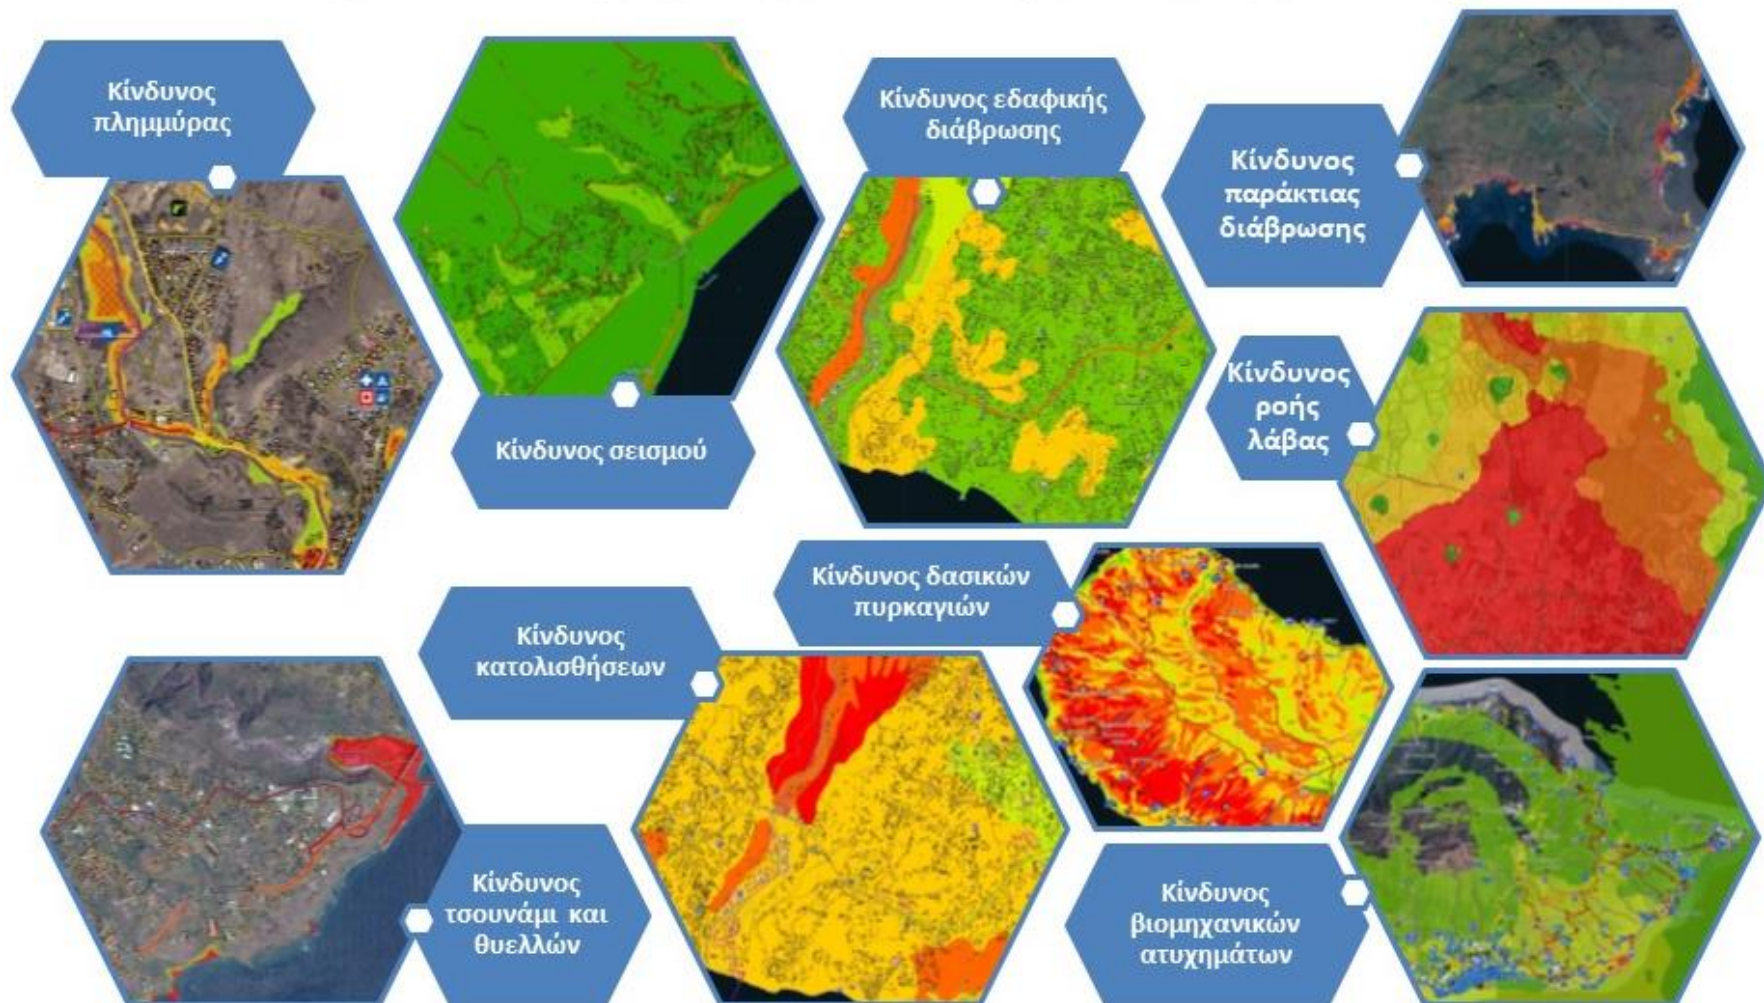 Κίνδυνος
πλημμύρας
Κίνδυνος σεισμού
Κίνδυνος εδαφικής
διάβρωσης
Κίνδυνος
παράκτιας
διάβρωσης
Κίνδυνος
ροής
λάβας
Κίνδυνος δασικών
πυρκαγιών
Κίνδυνος
κατολισθήσεων
Κίνδυνος
τσουνάμι και
θυελλών
Κίνδυνος
βιομηχανικών
ατυχημάτων